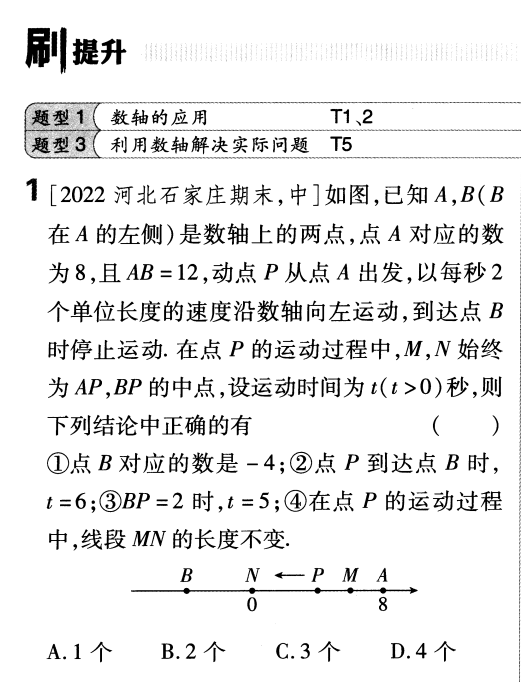 刷提升
题型1 数轴的应用 T1、2
题型3 利用数轴解决实际问题 T5
1 [2022 河北石家庄期末,中]如图,已知 A,B(B
在 A 的左侧)是数轴上的两点,点 A 对应的数
为8,且 AB=12,动点 P 从点 A 出发,以每秒2
个单位长度的速度沿数轴向左运动,到达点 B
时停止运动. 在点 P 的运动过程中,M,N 始终
为 AP,BP 的中点,设运动时间为 t(t>0)秒,则
下列结论中正确的有 ( )
①点 B 对应的数是 -4;②点 P 到达点 B 时,
t=6;③BP=2 时,t=5;④在点 P 的运动过程
中,线段 MN 的长度不变.
B N ← P M A
0 8
A. 1 个 B. 2 个 C. 3 个 D. 4 个